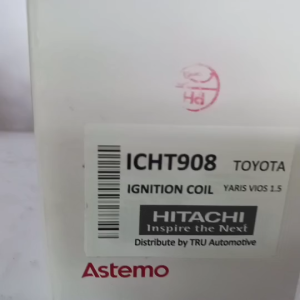 ICHT908 TOYOTA
IGNITION COIL YARIS VIOS 1.5
HITACHI
Inspire the Next
Distribute by TRU Automotive
Astemo